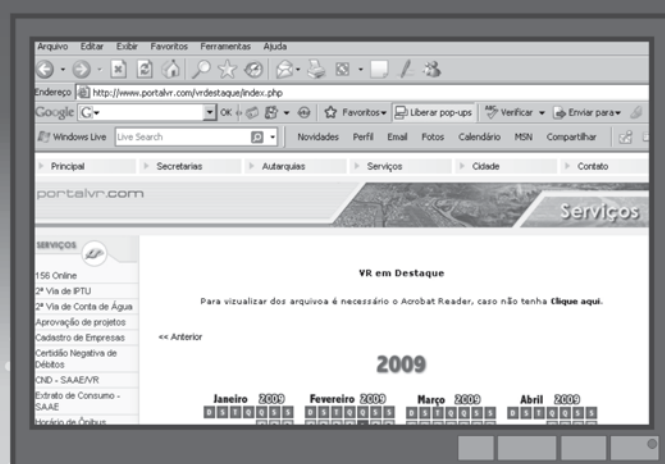 Arquivo Editar Exibir Favoritos Ferramentas Ajuda
Endereço http://www.portalvr.com/vrdestaque/index.php
Google G OK Favoritos Liberar pop-ups Verificar Enviar para
Windows Live Live Search Novidades Perfil Email Fotos Calendário MSN Compartilhar
Principal Secretarias Autarquias Serviços Cidade Contato
portalvr.com
Serviços
SERVIÇOS
156 Online
2ª Via de IPTU
2ª Via de Conta de Água
Aprovação de projetos
Cadastro de Empresas
Certidão Negativa de
Débitos
CND - SAAE/VR
Extrato de Consumo -
SAAE
Horário de Ônibus
VR em Destaque
Para vizualizar dos arquivoa é necessário o Acrobat Reader, caso não tenha Clique aqui.
<< Anterior
2009
Janeiro 2009 Fevereiro 2009 Março 2009 Abril 2009
D S T Q Q S S D S T Q Q S S D S T Q Q S S D S T Q Q S S